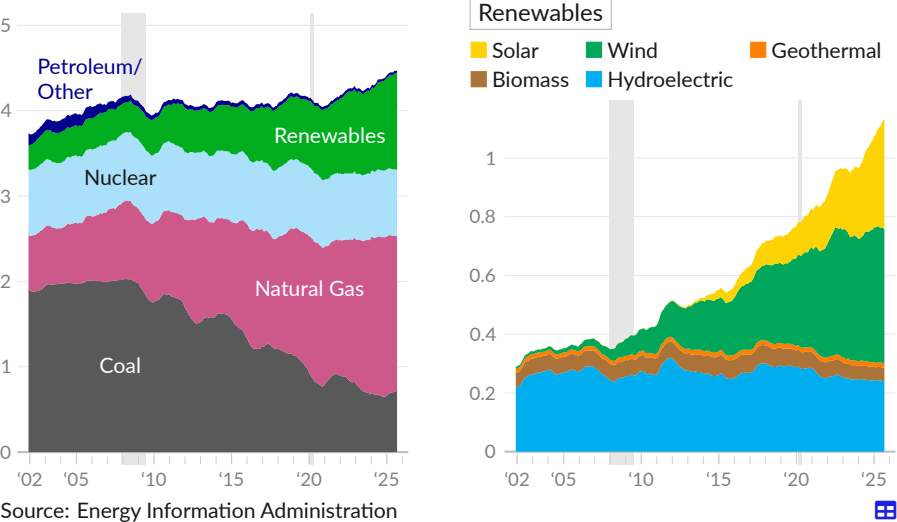 Renewables
Solar
Wind
Geothermal
Biomass
Hydroelectric
5
4
3
2
1
0
Petroleum/
Other
Renewables
Nuclear
Natural Gas
Coal
‘02 ‘05 ‘10 ‘15 ‘20 ‘25
1
0.8
0.6
0.4
0.2
0
‘02 ‘05 ‘10 ‘15 ‘20 ‘25
Source: Energy Information Administration